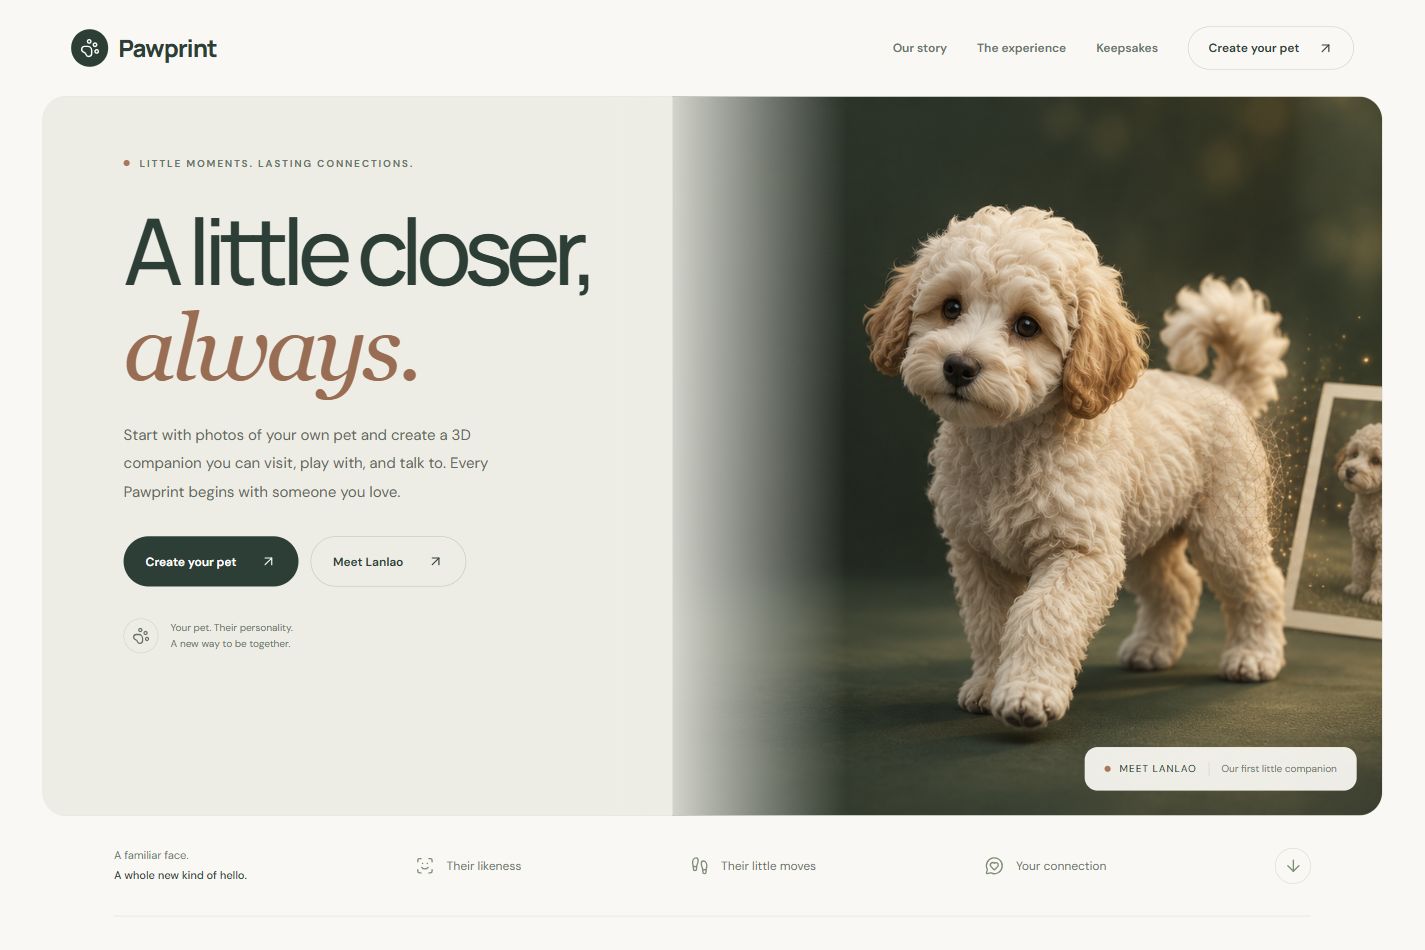 Pawprint
Our story
The experience
Keepsakes
Create your pet
LITTLE MOMENTS. LASTING CONNECTIONS.
A little closer,
always.
Start with photos of your own pet and create a 3D
companion you can visit, play with, and talk to. Every
Pawprint begins with someone you love.
Create your pet
Meet Lanlao
Your pet. Their personality.
A new way to be together.
MEET LANLAO
Our first little companion
A familiar face.
A whole new kind of hello.
Their likeness
Their little moves
Your connection